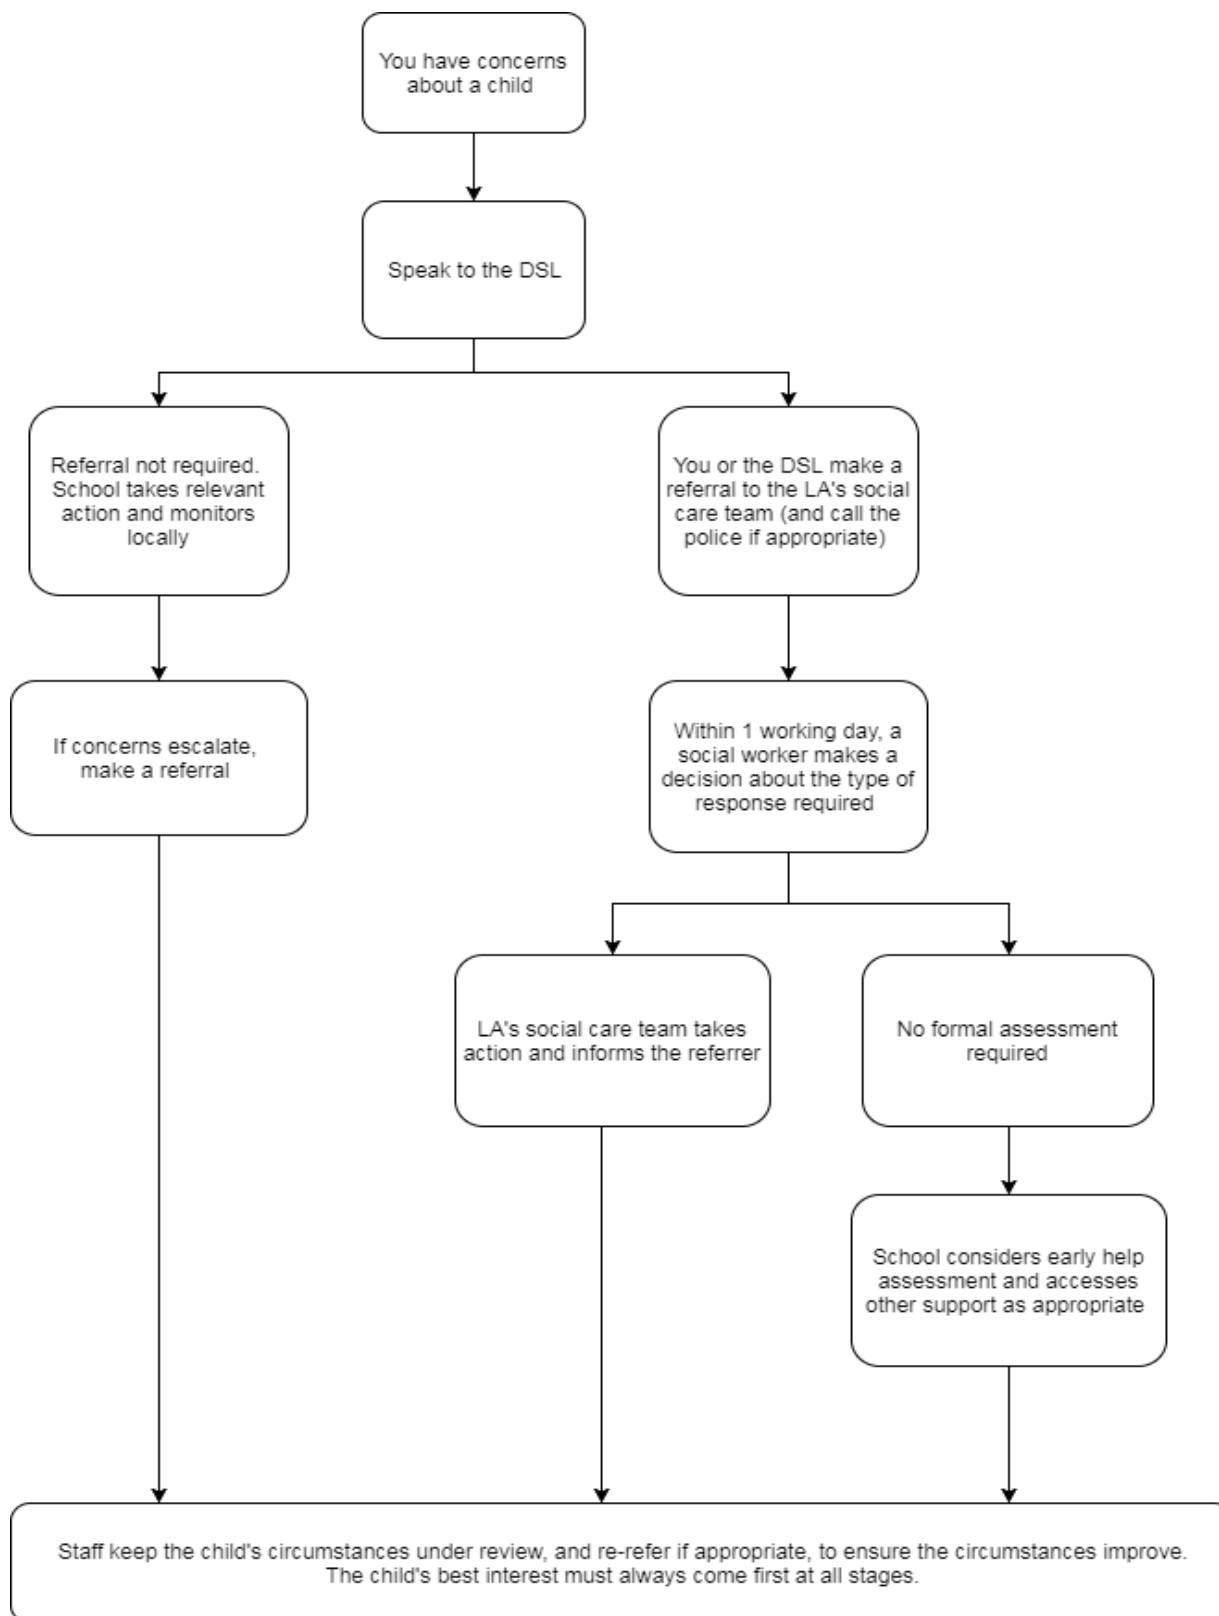 You have concerns
about a child
Speak to the DSL
Referral not required.
School takes relevant
action and monitors
locally
You or the DSL make a
referral to the LA's social
care team (and call the
police if appropriate)
If concerns escalate,
make a referral
Within 1 working day, a
social worker makes a
decision about the type of
response required
LA's social care team takes
action and informs the referrer
No formal assessment
required
School considers early help
assessment and accesses
other support as appropriate
Staff keep the child's circumstances under review, and re-refer if appropriate, to ensure the circumstances improve.
The child's best interest must always come first at all stages.